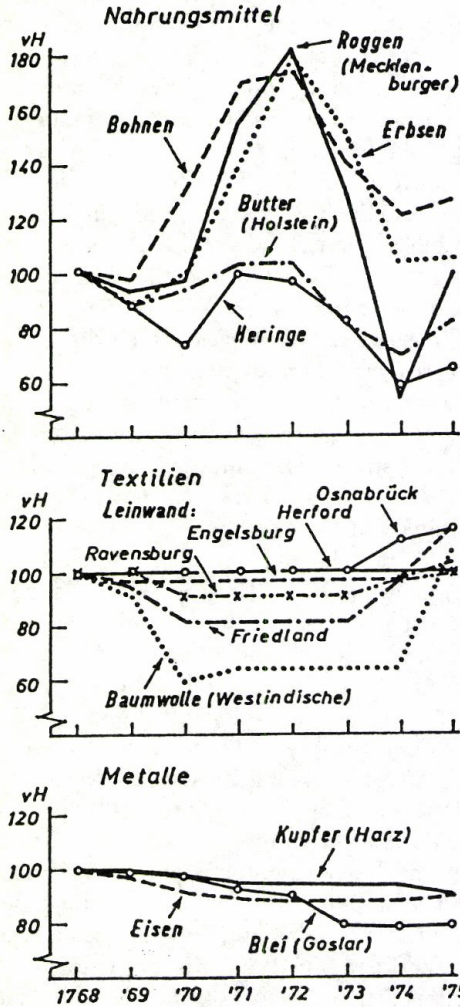 Nahrungsmittel
vH
180
160
140
120
100
80
60
Roggen
(Mecklen-
burger)
Bohnen
Erbsen
Butter
(Holstein)
Heringe
Textilien
vH
Leinwand:
Osnabrück
Herford
Engelsburg
Ravensburg
120
100
80
60
Friedland
Baumwolle (Westindische)
Metalle
vH
120
100
80
Kupfer (Harz)
Eisen
Blei (Goslar)
1768 '69 '70 '71 '72 '73 '74 '75